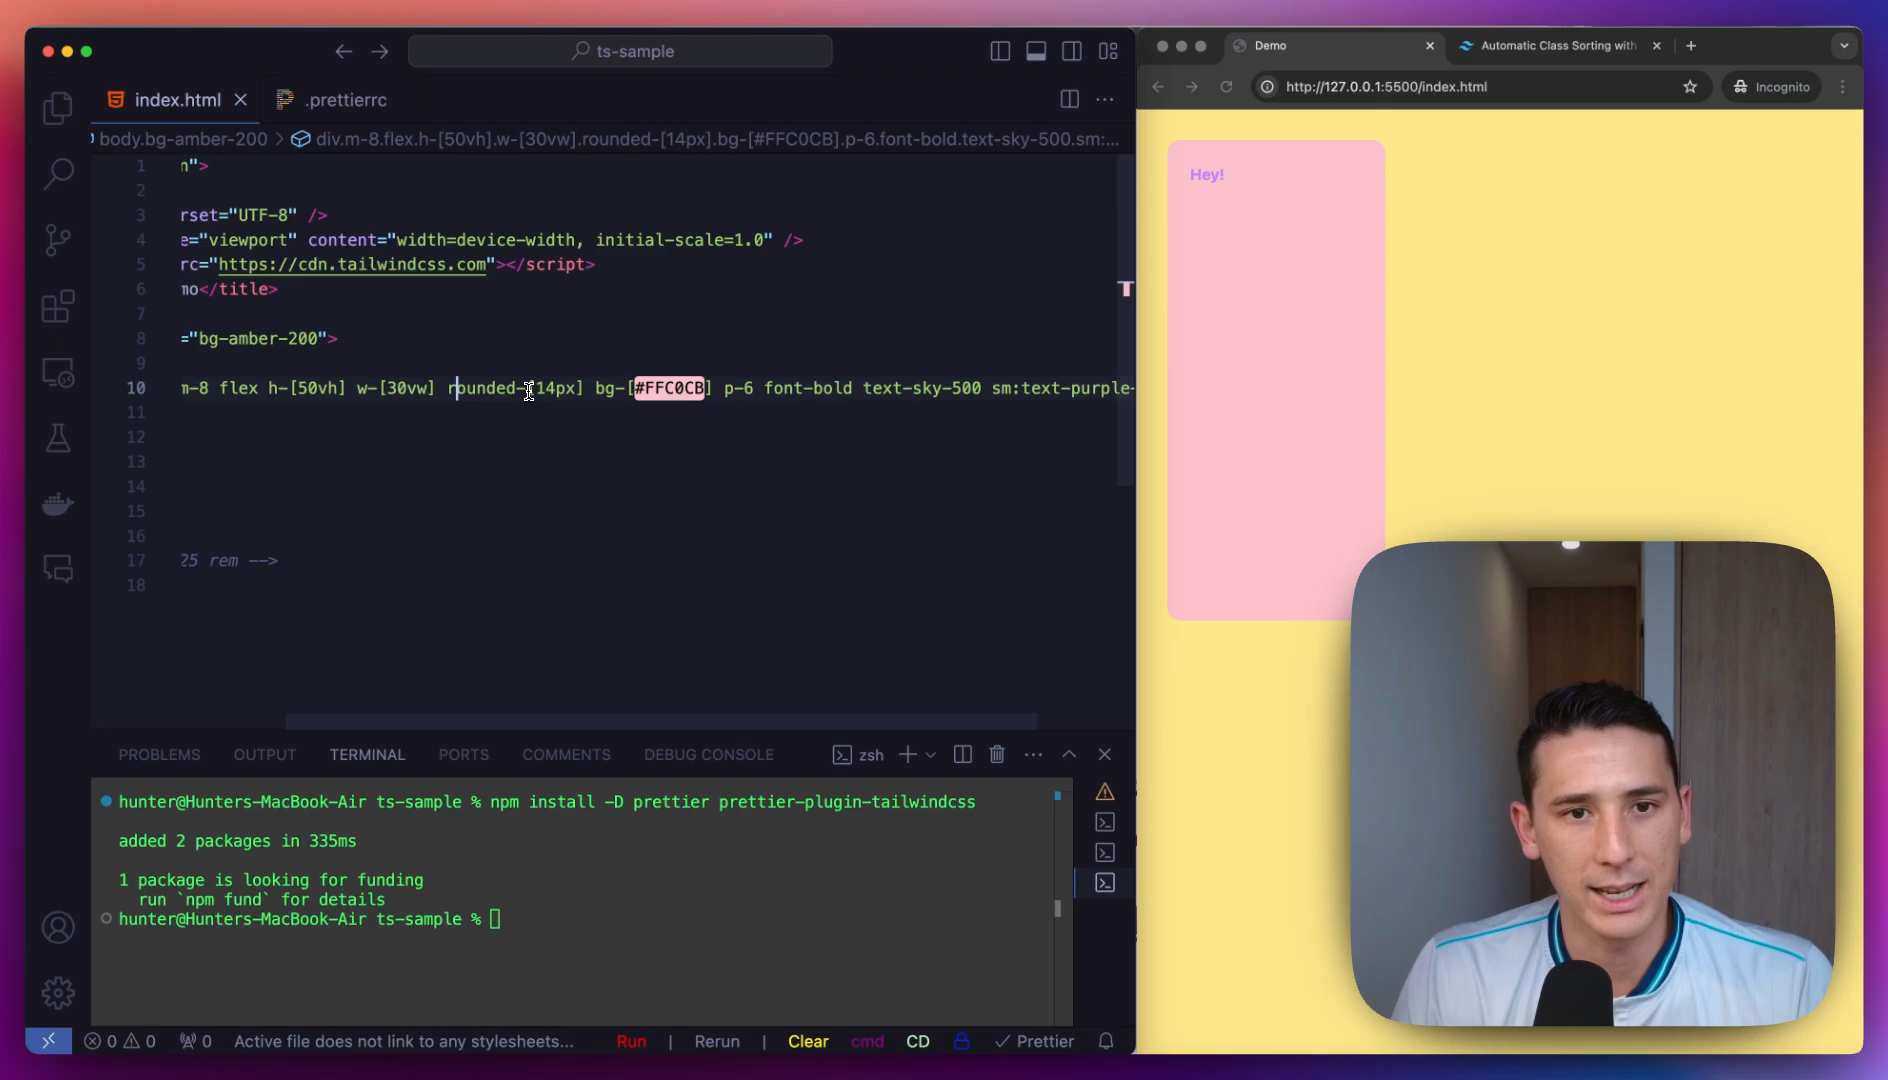 ts-sample
index.html
.prettierrc
body.bg-amber-200 > div.m-8.flex.h-[50vh].w-[30vw].rounded-[14px].bg-[#FFC0CB].p-6.font-bold.text-sky-500.sm:...
1 n">
2
3 rset="UTF-8" />
4 e="viewport" content="width=device-width, initial-scale=1.0" />
5 rc="https://cdn.tailwindcss.com"></script>
6 mo</title>
7
8 ="bg-amber-200">
9
10 m-8 flex h-[50vh] w-[30vw] rounded-[14px] bg-[#FFC0CB] p-6 font-bold text-sky-500 sm:text-purple-
11
12
13
14
15
16
17 25 rem -->
18
PROBLEMS OUTPUT TERMINAL PORTS COMMENTS DEBUG CONSOLE zsh
hunter@Hunters-MacBook-Air ts-sample % npm install -D prettier prettier-plugin-tailwindcss
added 2 packages in 335ms
1 package is looking for funding
run `npm fund` for details
hunter@Hunters-MacBook-Air ts-sample %
0 0 0 Active file does not link to any stylesheets... Run | Rerun | Clear cmd CD Prettier
Demo
Automatic Class Sorting with
http://127.0.0.1:5500/index.html
Incognito
Hey!